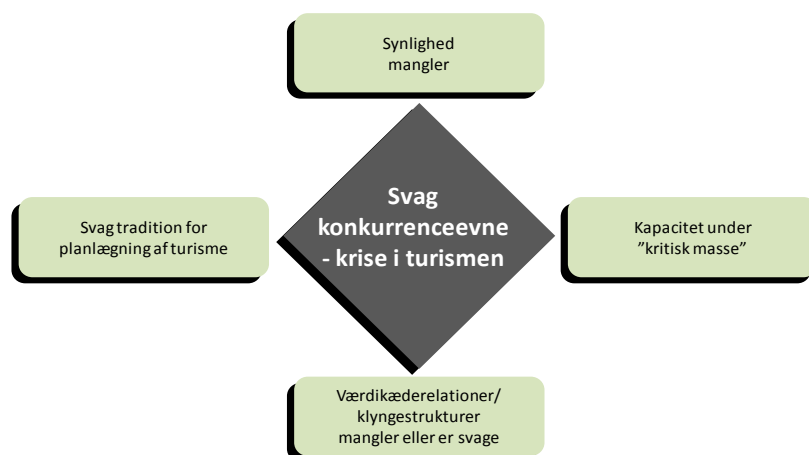 Synlighed
mangler
Svag tradition for
planlægning af turisme
Svag
konkurrenceevne
- krise i turismen
Kapacitet under
”kritisk masse”
Værdikæderelationer/
klyngestrukturer
mangler eller er svage